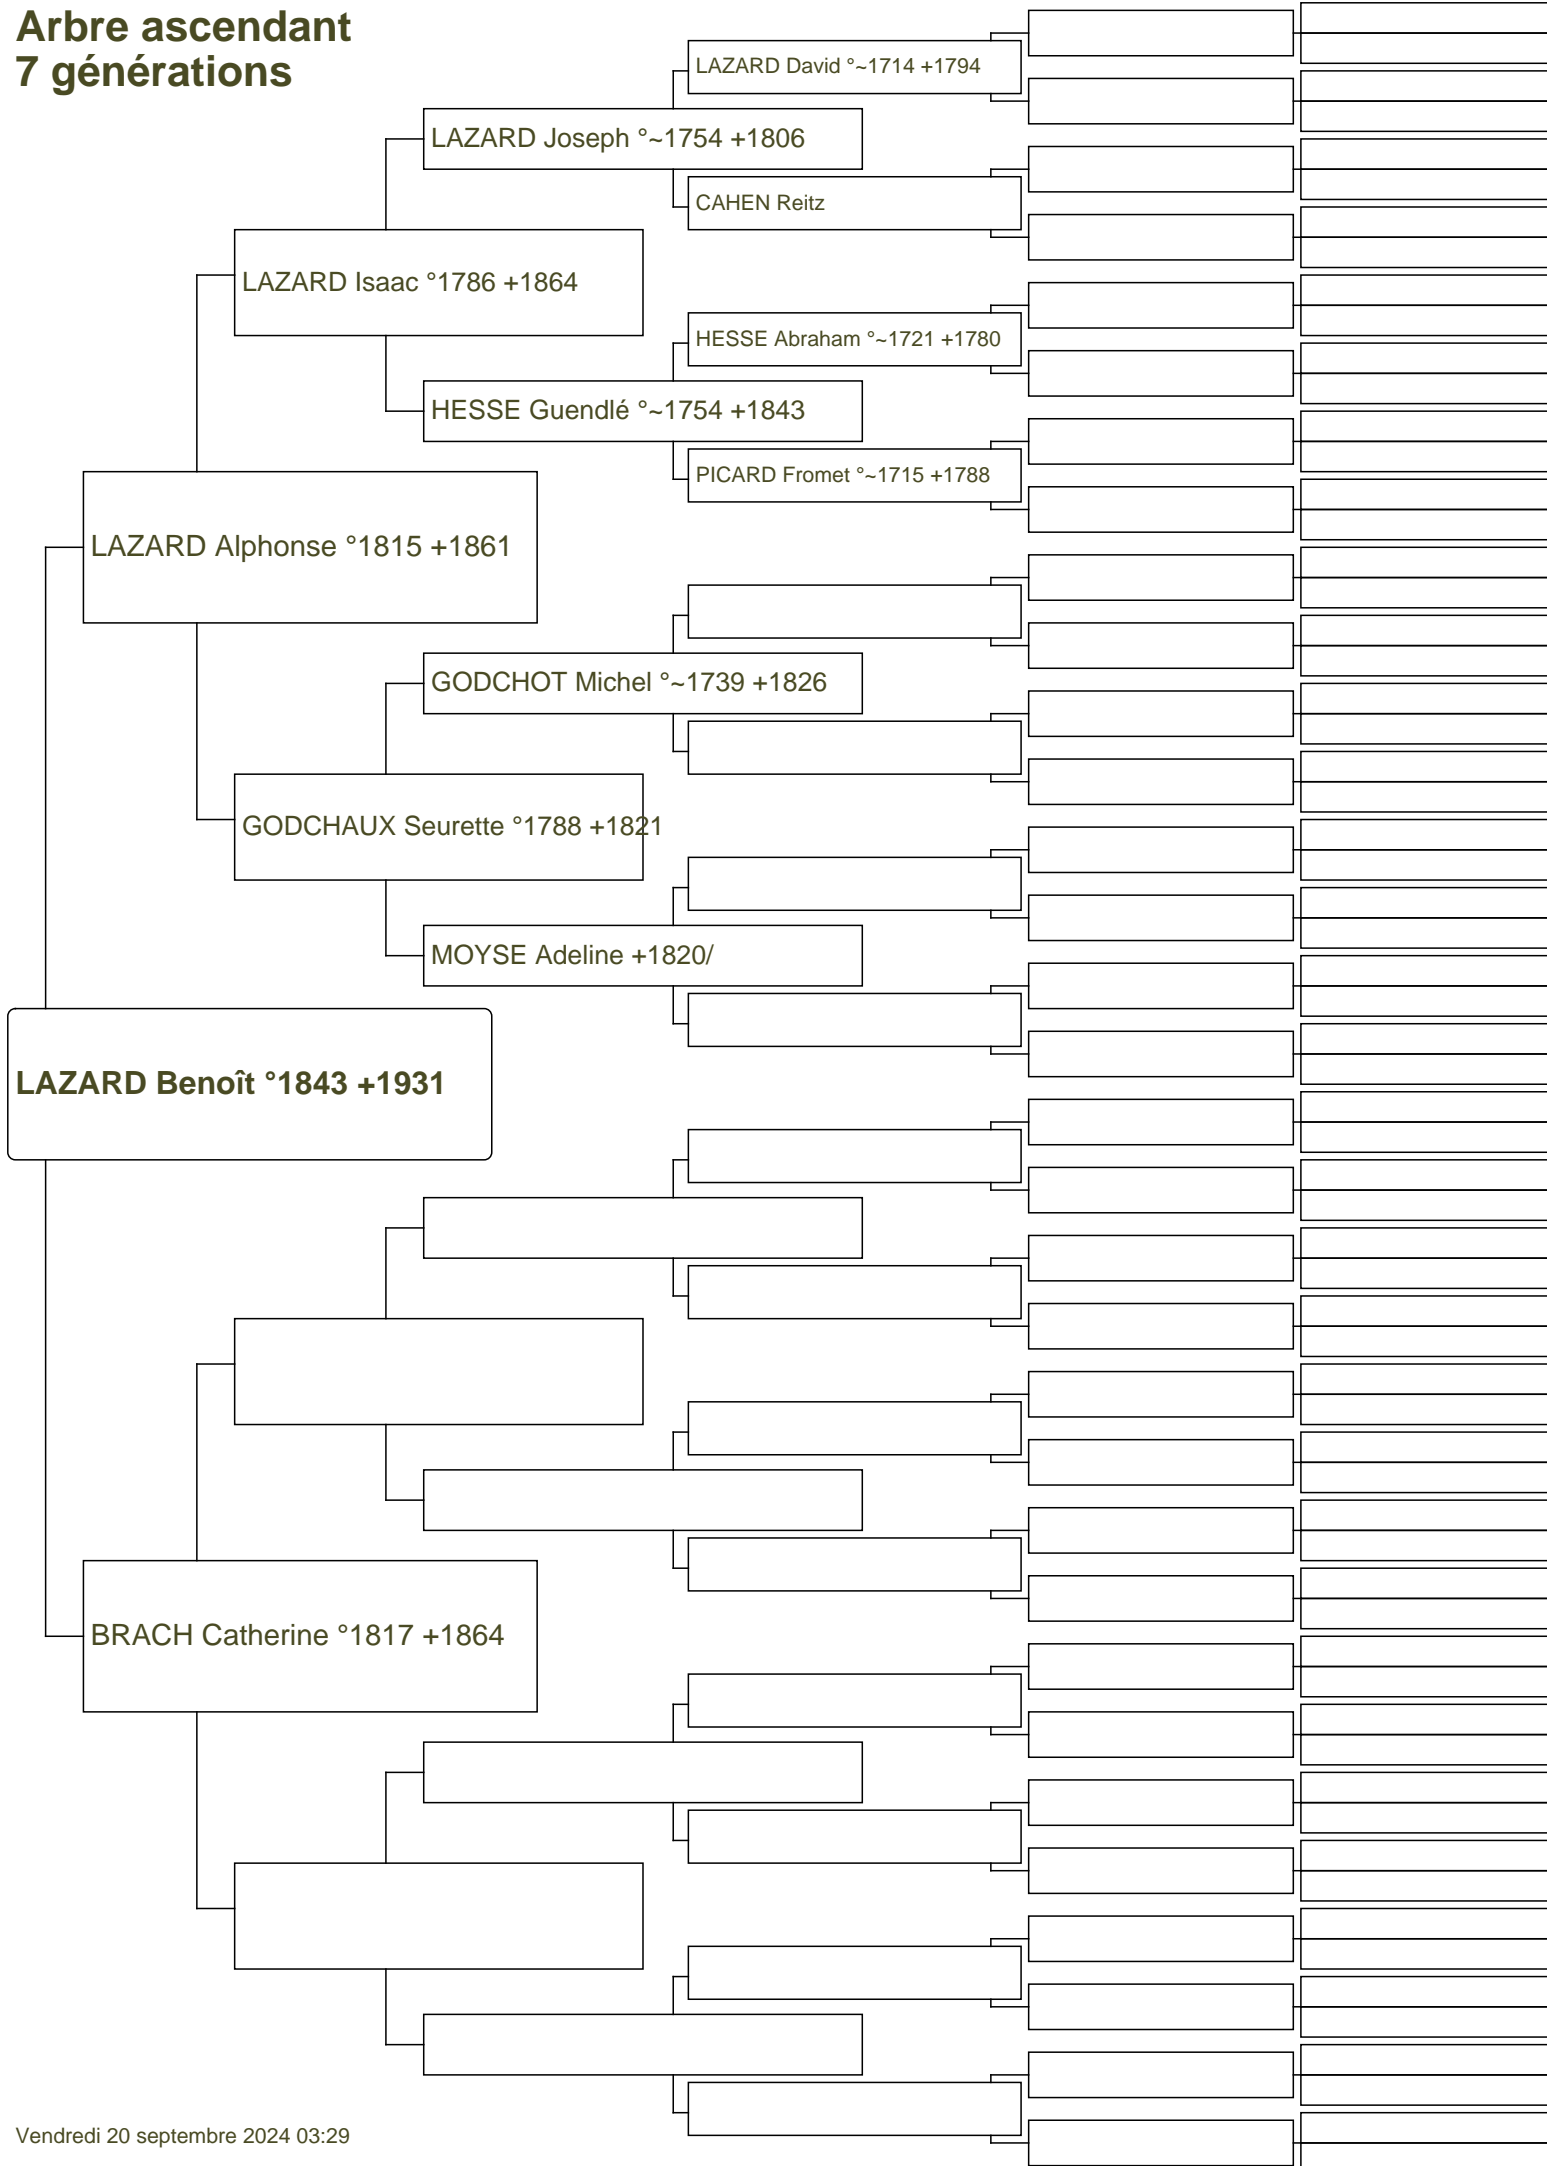 Arbre ascendant
7 générations
LAZARD David °~1714 +1794
LAZARD Joseph °~1754 +1806
CAHEN Reitz
LAZARD Isaac °1786 +1864
HESSE Abraham °~1721 +1780
HESSE Guendlé °~1754 +1843
PICARD Fromet °~1715 +1788
LAZARD Alphonse °1815 +1861
GODCHOT Michel °~1739 +1826
GODCHAUX Seurette °1788 +1821
MOYSE Adeline +1820/
LAZARD Benoît °1843 +1931
BRACH Catherine °1817 +1864
Vendredi 20 septembre 2024 03:29